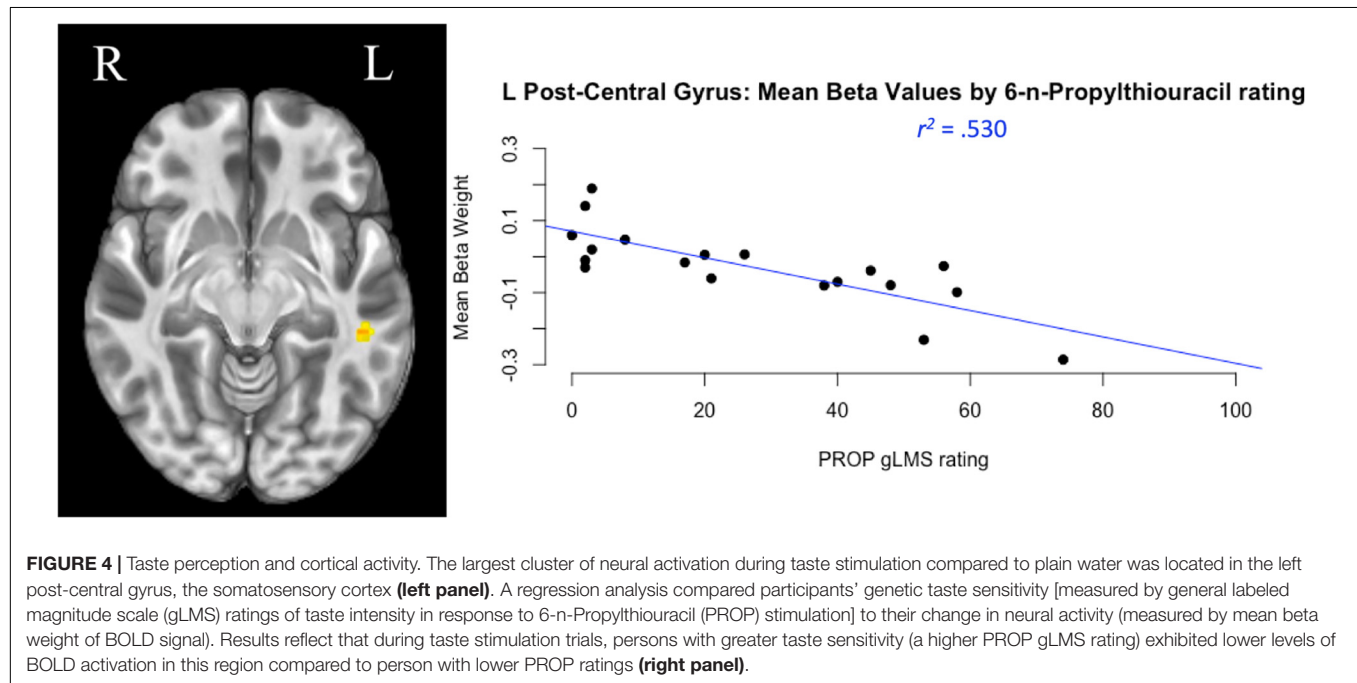 R
L
L Post-Central Gyrus: Mean Beta Values by 6-n-Propylthiouracil rating
r² = .530
Mean Beta Weight
0.3
0.1
-0.1
-0.3
0 20 40 60 80 100
PROP gLMS rating
FIGURE 4 | Taste perception and cortical activity. The largest cluster of neural activation during taste stimulation compared to plain water was located in the left
post-central gyrus, the somatosensory cortex (left panel). A regression analysis compared participants' genetic taste sensitivity [measured by general labeled
magnitude scale (gLMS) ratings of taste intensity in response to 6-n-Propylthiouracil (PROP) stimulation] to their change in neural activity (measured by mean beta
weight of BOLD signal). Results reflect that during taste stimulation trials, persons with greater taste sensitivity (a higher PROP gLMS rating) exhibited lower levels of
BOLD activation in this region compared to person with lower PROP ratings (right panel).